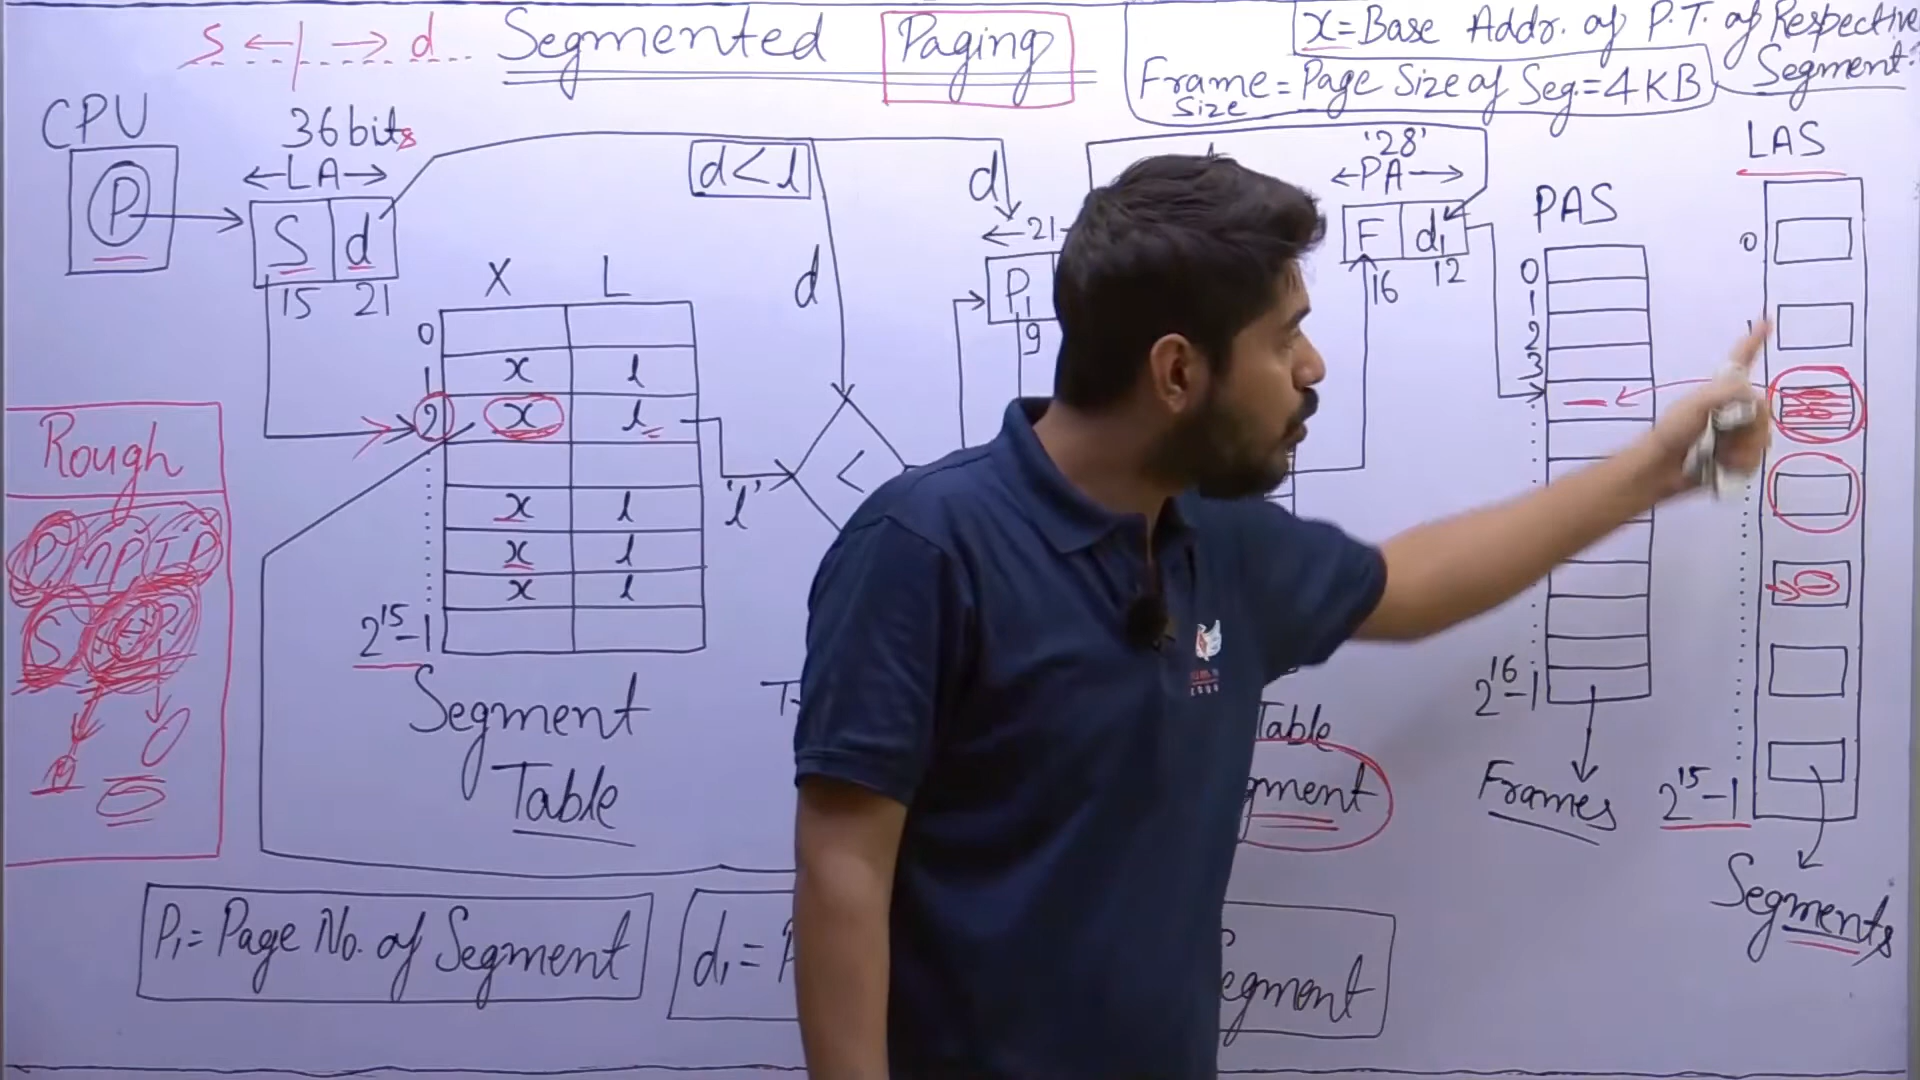 S d Segmented Paging
x = Base Addr. of P.T. of Respective Segment.
Frame Size = Page Size of Seg. = 4KB
CPU
P
36 bits
LA
S d
15 21
d<l
d
d
21
P1
9
'28'
PA
F d1
16 12
PAS
0
1
2
3
2^16-1
Frames
LAS
0
2^15-1
Segments
X L
0
1 x l
2 x l
x l
x l
x l
2^15-1
Segment Table
'l'
<
Rough
Table
gment
P1 = Page No. of Segment
d1 =
egment